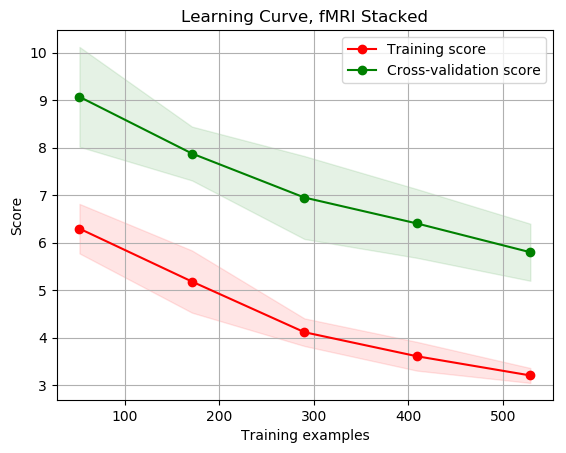 Learning Curve, fMRI Stacked
Training score
Cross-validation score
Score
10
9
8
7
6
5
4
3
100 200 300 400 500
Training examples